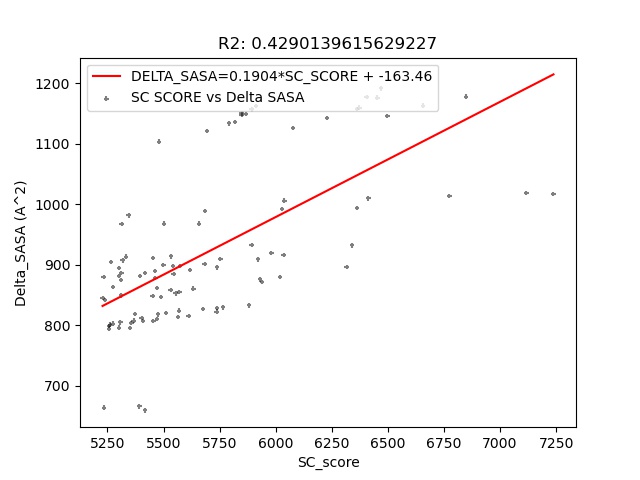 R2: 0.4290139615629227
DELTA_SASA=0.1904*SC_SCORE + -163.46
SC SCORE vs Delta SASA
1200
1100
1000
900
800
700
Delta_SASA (A^2)
5250 5500 5750 6000 6250 6500 6750 7000 7250
SC_score